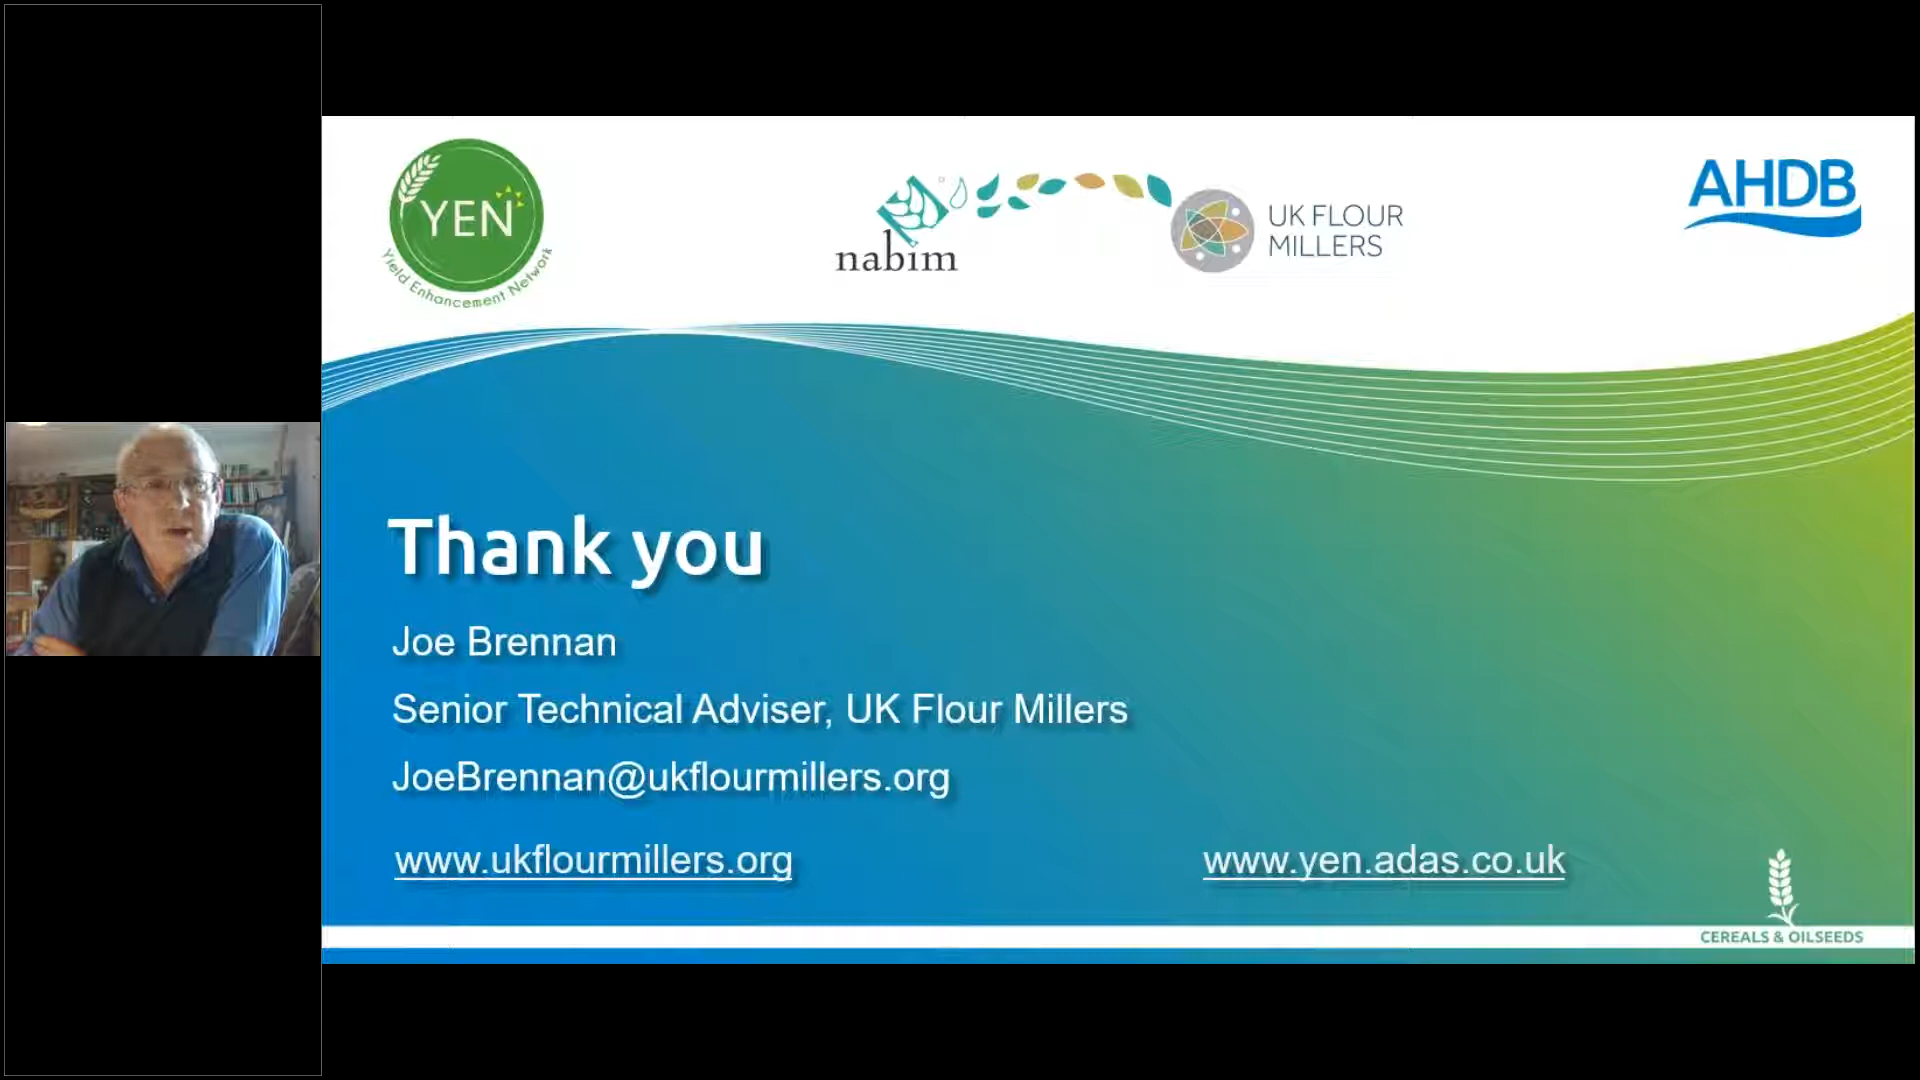 YEN
Yield Enhancement Network
nabim
UK FLOUR
MILLERS
AHDB
Thank you
Joe Brennan
Senior Technical Adviser, UK Flour Millers
JoeBrennan@ukflourmillers.org
www.ukflourmillers.org
www.yen.adas.co.uk
CEREALS & OILSEEDS